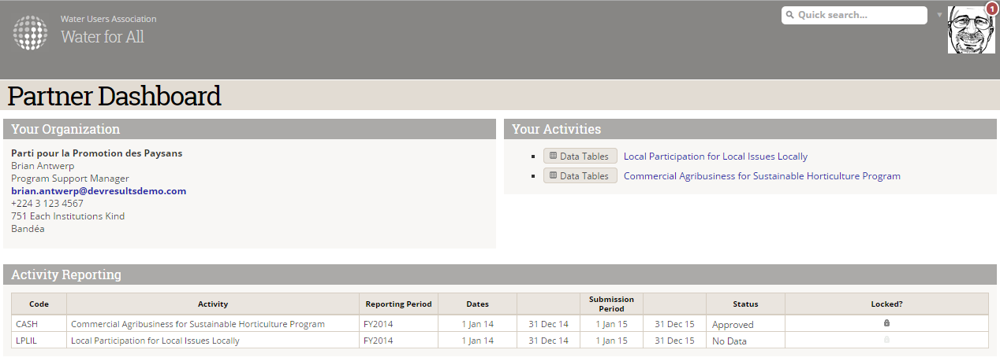 Water Users Association
Water for All
Quick search...
1
Partner Dashboard
Your Organization
Parti pour la Promotion des Paysans
Brian Antwerp
Program Support Manager
brian.antwerp@devresultsdemo.com
+224 3 123 4567
751 Each Institutions Kind
Bandéa
Your Activities
Data Tables Local Participation for Local Issues Locally
Data Tables Commercial Agribusiness for Sustainable Horticulture Program
Activity Reporting
Code Activity Reporting Period Dates Submission Period Status Locked?
CASH Commercial Agribusiness for Sustainable Horticulture Program FY2014 1 Jan 14 31 Dec 14 1 Jan 15 31 Dec 15 Approved
LPLIL Local Participation for Local Issues Locally FY2014 1 Jan 14 31 Dec 14 1 Jan 15 31 Dec 15 No Data